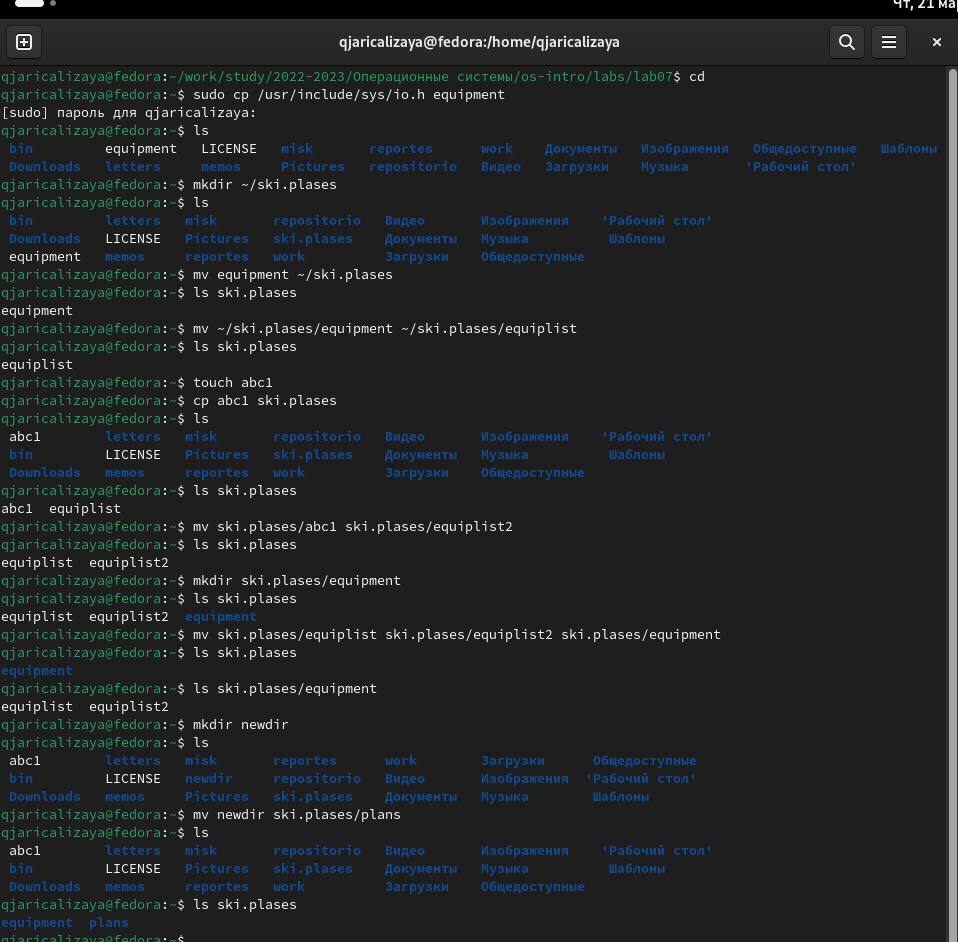 Чт, 21 ма
qjaricalizaya@fedora:/home/qjaricalizaya
qjaricalizaya@fedora:~/work/study/2022-2023/Операционные системы/os-intro/labs/lab07$ cd
qjaricalizaya@fedora:~$ sudo cp /usr/include/sys/io.h equipment
[sudo] пароль для qjaricalizaya:
qjaricalizaya@fedora:~$ ls
bin equipment LICENSE misk reportes work Документы Изображения Общедоступные Шаблоны
Downloads letters memos Pictures repositorio Видео Загрузки Музыка 'Рабочий стол'
qjaricalizaya@fedora:~$ mkdir ~/ski.plases
qjaricalizaya@fedora:~$ ls
bin letters misk repositorio Видео Изображения 'Рабочий стол'
Downloads LICENSE Pictures ski.plases Документы Музыка Шаблоны
equipment memos reportes work Загрузки Общедоступные
qjaricalizaya@fedora:~$ mv equipment ~/ski.plases
qjaricalizaya@fedora:~$ ls ski.plases
equipment
qjaricalizaya@fedora:~$ mv ~/ski.plases/equipment ~/ski.plases/equiplist
qjaricalizaya@fedora:~$ ls ski.plases
equiplist
qjaricalizaya@fedora:~$ touch abc1
qjaricalizaya@fedora:~$ cp abc1 ski.plases
qjaricalizaya@fedora:~$ ls
abc1 letters misk repositorio Видео Изображения 'Рабочий стол'
bin LICENSE Pictures ski.plases Документы Музыка Шаблоны
Downloads memos reportes work Загрузки Общедоступные
qjaricalizaya@fedora:~$ ls ski.plases
abc1 equiplist
qjaricalizaya@fedora:~$ mv ski.plases/abc1 ski.plases/equiplist2
qjaricalizaya@fedora:~$ ls ski.plases
equiplist equiplist2
qjaricalizaya@fedora:~$ mkdir ski.plases/equipment
qjaricalizaya@fedora:~$ ls ski.plases
equiplist equiplist2 equipment
qjaricalizaya@fedora:~$ mv ski.plases/equiplist ski.plases/equiplist2 ski.plases/equipment
qjaricalizaya@fedora:~$ ls ski.plases
equipment
qjaricalizaya@fedora:~$ ls ski.plases/equipment
equiplist equiplist2
qjaricalizaya@fedora:~$ mkdir newdir
qjaricalizaya@fedora:~$ ls
abc1 letters misk reportes work Загрузки Общедоступные
bin LICENSE newdir repositorio Видео Изображения 'Рабочий стол'
Downloads memos Pictures ski.plases Документы Музыка Шаблоны
qjaricalizaya@fedora:~$ mv newdir ski.plases/plans
qjaricalizaya@fedora:~$ ls
abc1 letters misk repositorio Видео Изображения 'Рабочий стол'
bin LICENSE Pictures ski.plases Документы Музыка Шаблоны
Downloads memos reportes work Загрузки Общедоступные
qjaricalizaya@fedora:~$ ls ski.plases
equipment plans
qjaricalizaya@fedora:~$